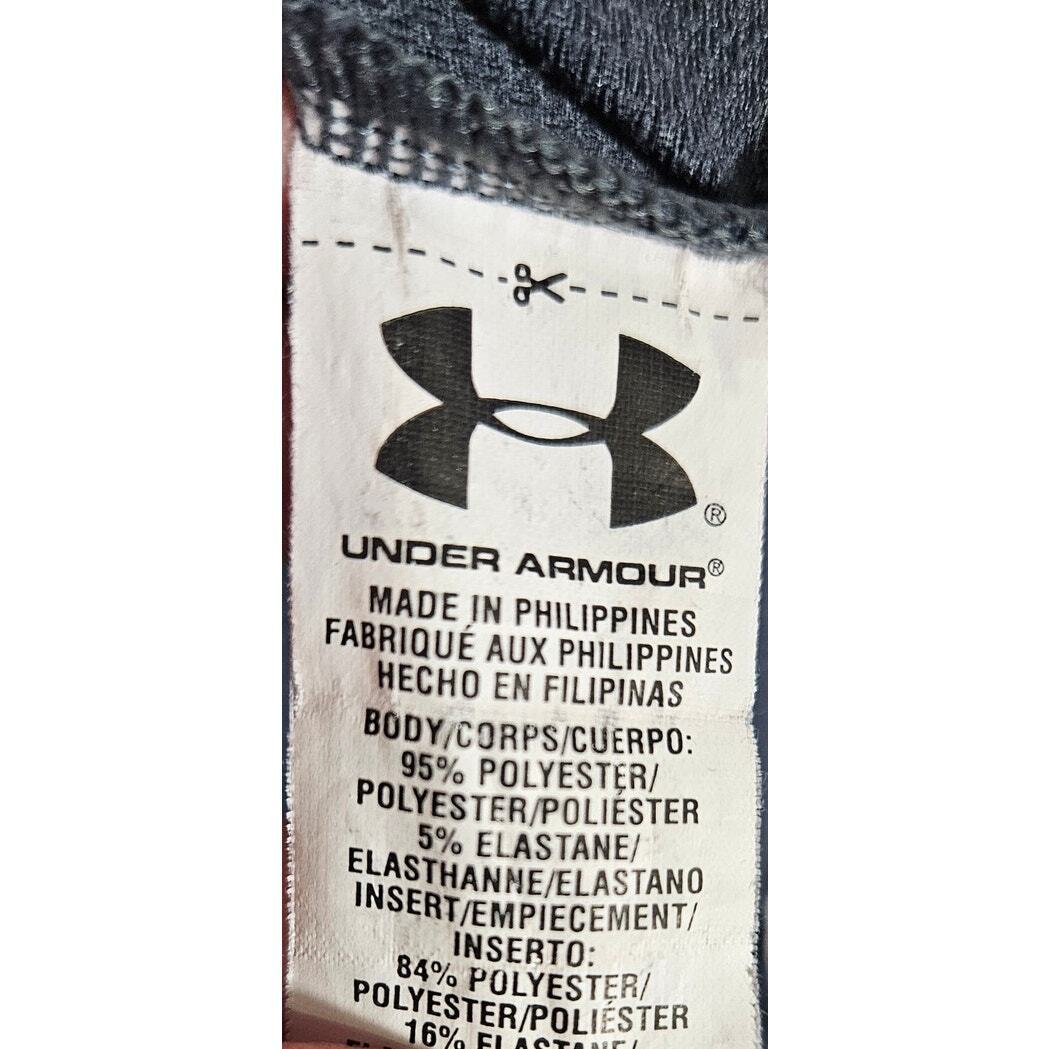 ®
UNDER ARMOUR®
MADE IN PHILIPPINES
FABRIQUÉ AUX PHILIPPINES
HECHO EN FILIPINAS
BODY/CORPS/CUERPO:
95% POLYESTER/
POLYESTER/POLIÉSTER
5% ELASTANE/
ELASTHANNE/ELASTANO
INSERT/EMPIECEMENT/
INSERTO:
84% POLYESTER/
POLYESTER/POLIÉSTER
16% ELASTANE/